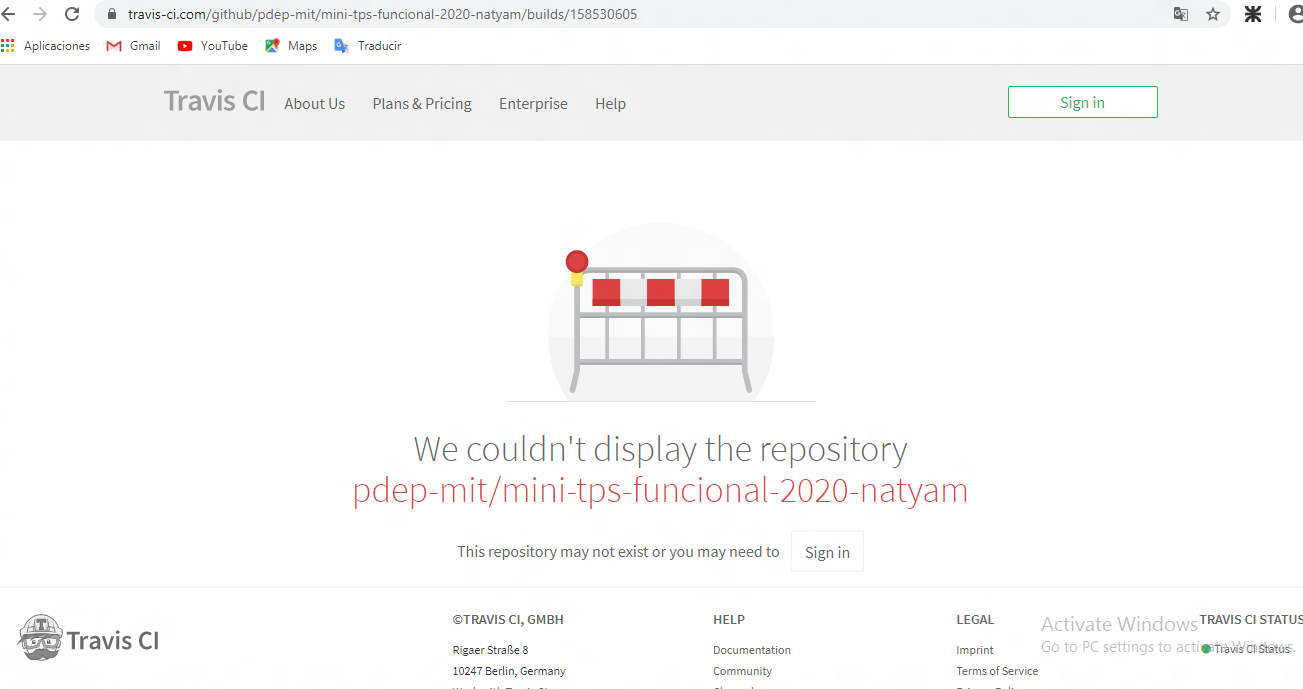 travis-ci.com/github/pdep-mit/mini-tps-funcional-2020-natyam/builds/158530605
Aplicaciones Gmail YouTube Maps Traducir
Travis CI About Us Plans & Pricing Enterprise Help Sign in
We couldn't display the repository
pdep-mit/mini-tps-funcional-2020-natyam
This repository may not exist or you may need to Sign in
Travis CI
©TRAVIS CI, GMBH
Rigaer Straße 8
10247 Berlin, Germany
HELP
Documentation
Community
LEGAL
Imprint
Terms of Service
TRAVIS CI STATUS
Travis CI Status
Activate Windows
Go to PC settings to activate Windows.